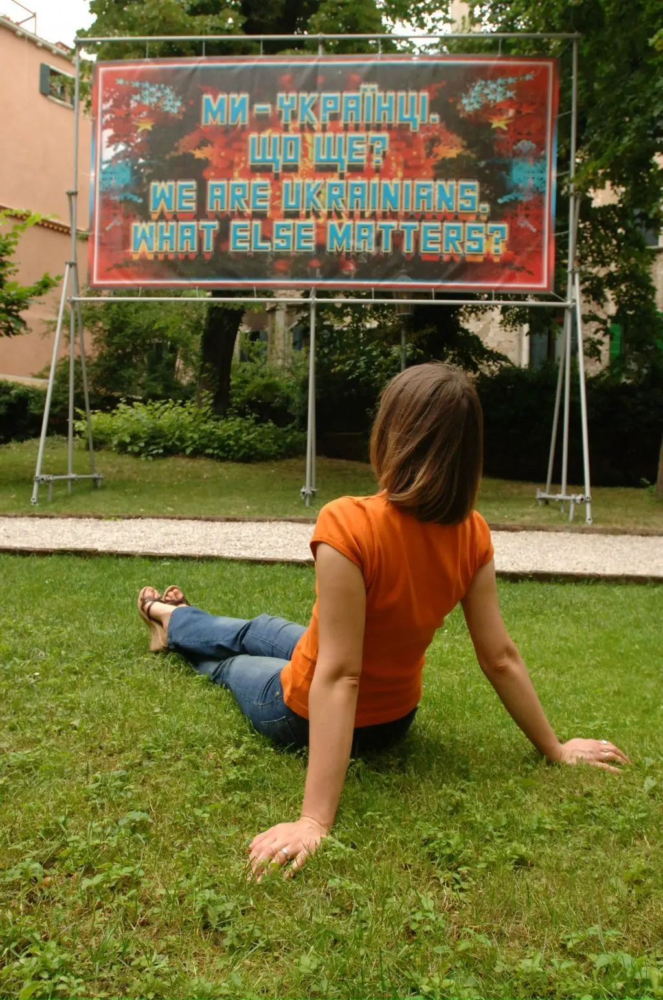 МИ – УКРАЇНЦІ.
ЩО ЩЕ?
WE ARE UKRAINIANS.
WHAT ELSE MATTERS?